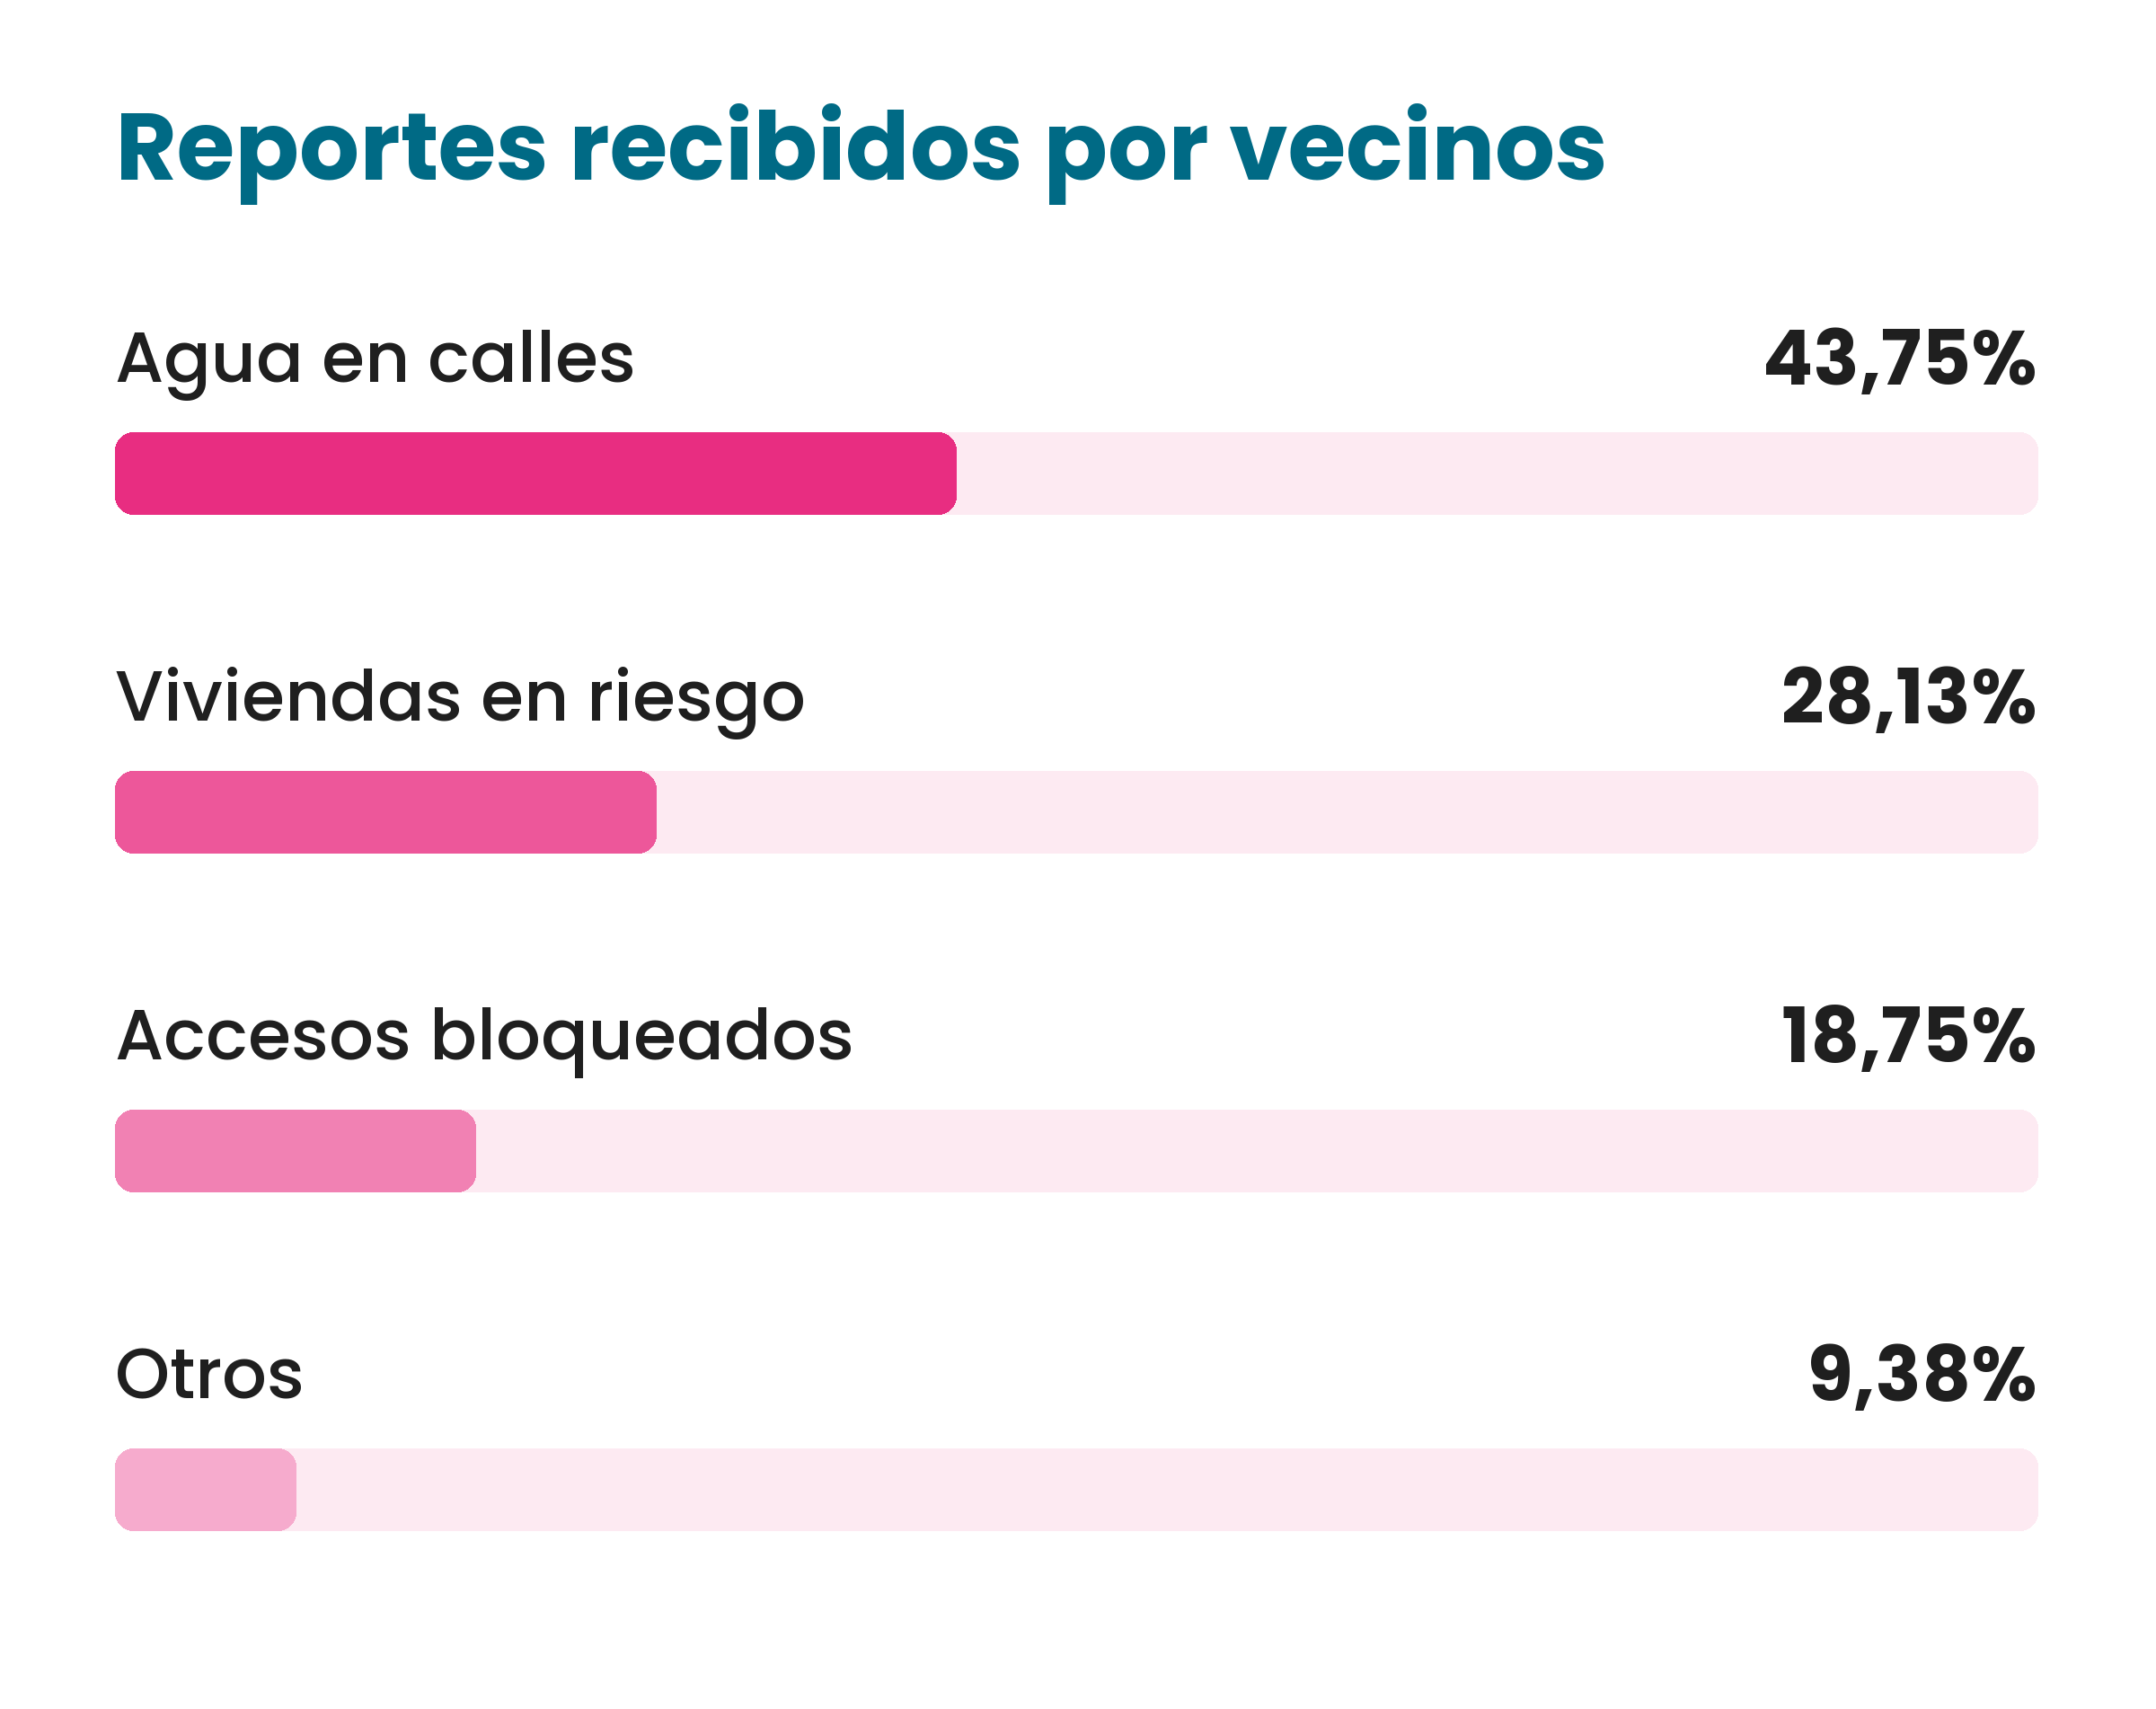 Reportes recibidos por vecinos
Agua en calles 43,75%
Viviendas en riesgo 28,13%
Accesos bloqueados 18,75%
Otros 9,38%